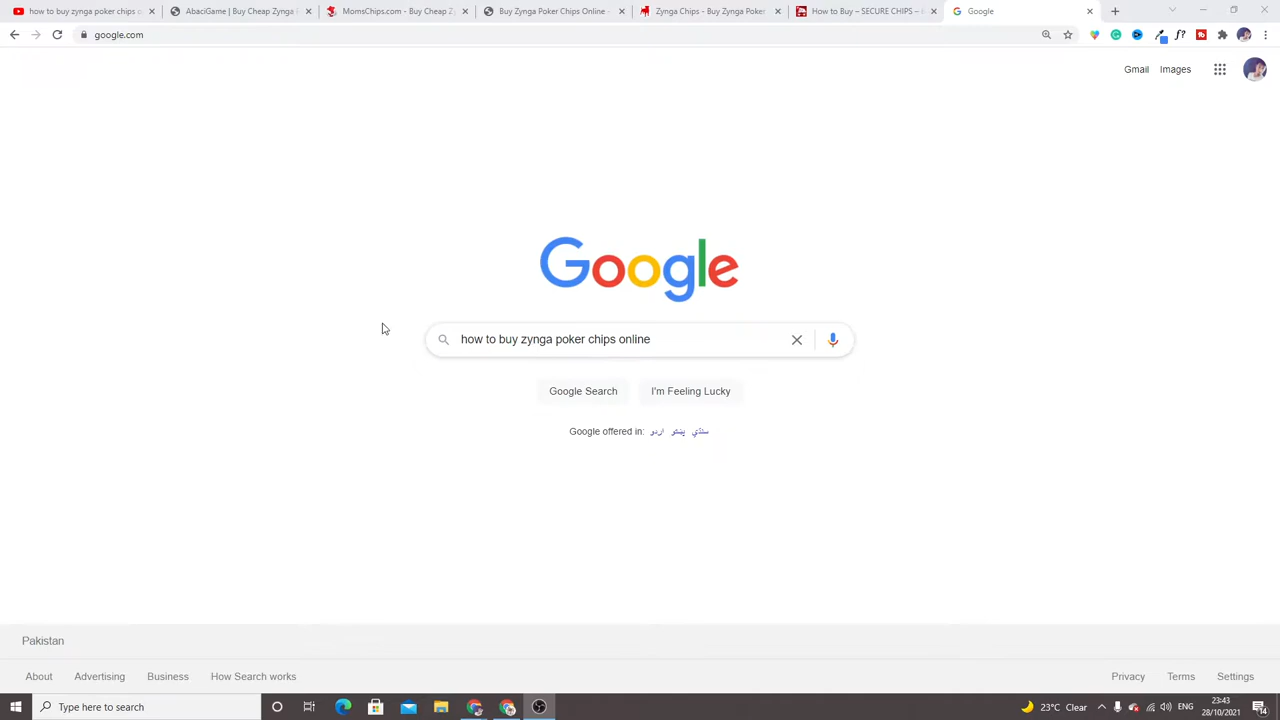 how to buy zynga poker chips o
AbaciGame | Buy Cheap Zynga
MomsChips.com - Buy Cheap Z
Buy Zynga Poker Chips Online -
Zynga Chips - Buy Zynga Poker
How to Buy – SECURE CHIPS –
Google
google.com
Gmail Images
Google
how to buy zynga poker chips online
Google Search I'm Feeling Lucky
Google offered in: اردو پښتو سنڌي
Pakistan
About Advertising Business How Search works Privacy Terms Settings
Type here to search
23°C Clear ENG
23:43
28/10/2021
14